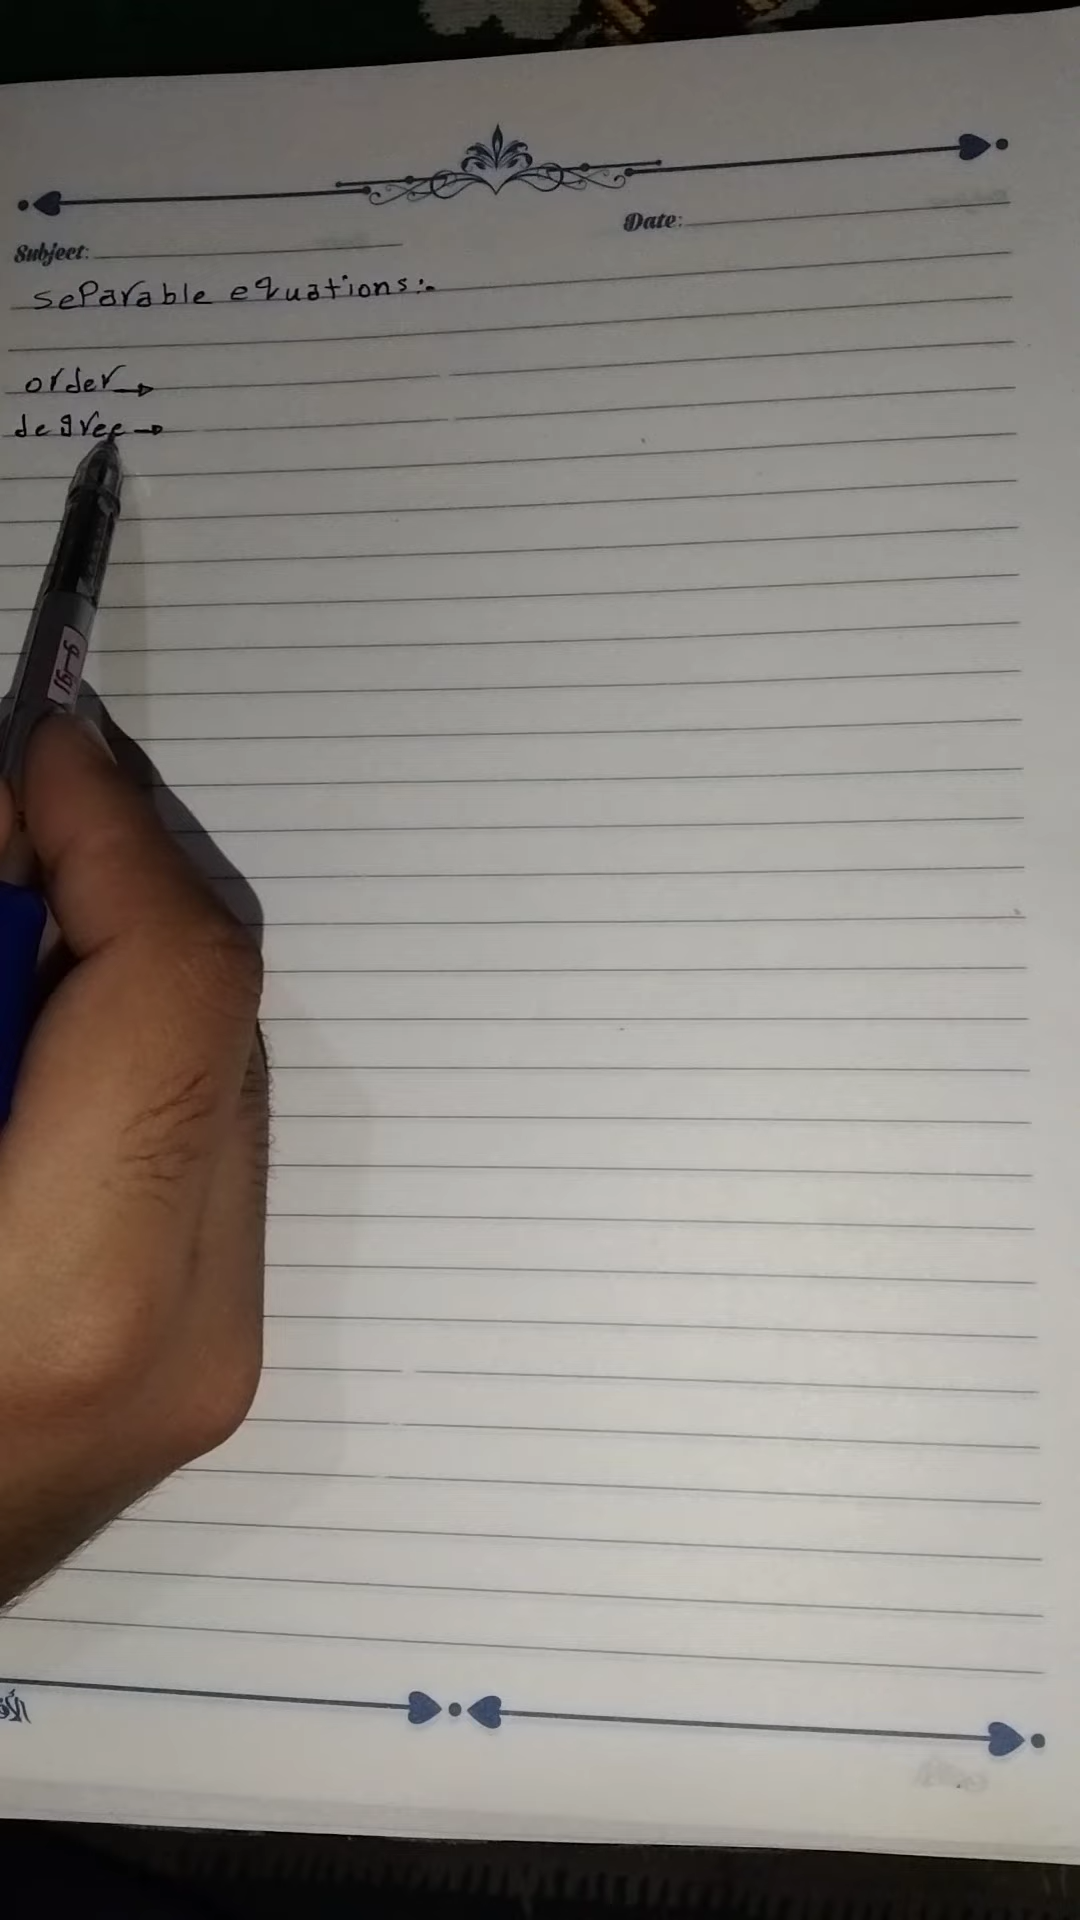 Date:
Subject:
separable equations:-
order→
degree→